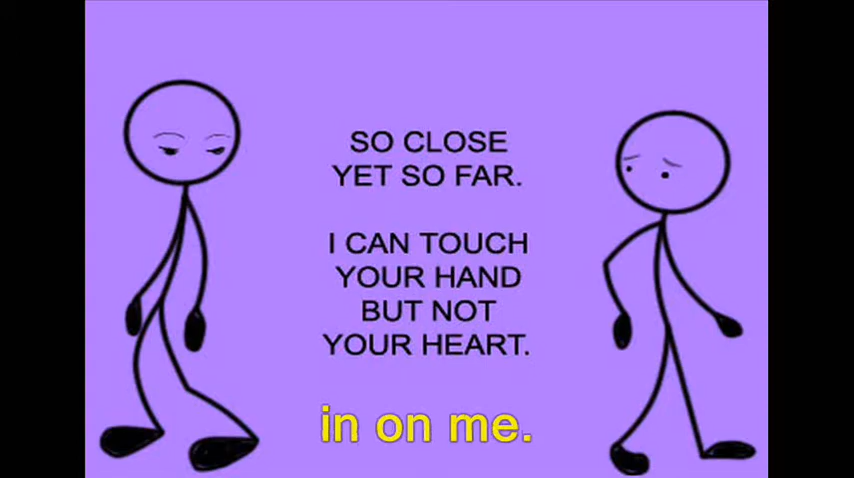 SO CLOSE
YET SO FAR.
I CAN TOUCH
YOUR HAND
BUT NOT
YOUR HEART.
in on me.